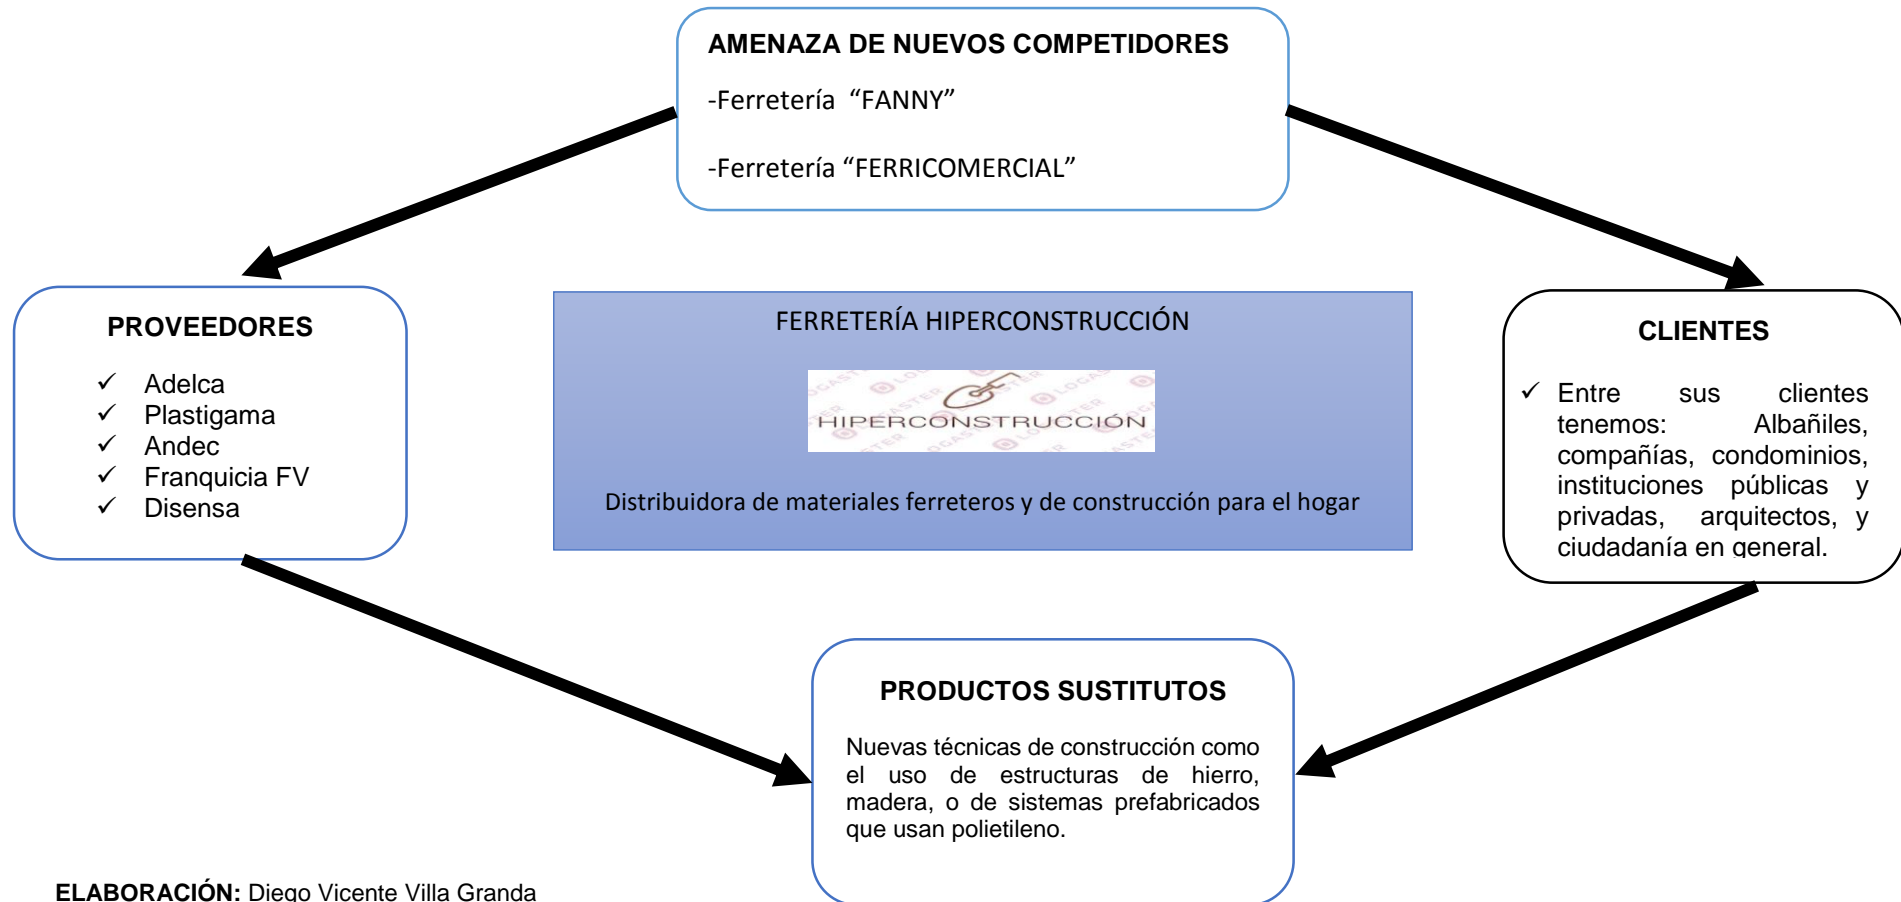 AMENAZA DE NUEVOS COMPETIDORES
-Ferretería “FANNY”
-Ferretería “FERRICOMERCIAL”
PROVEEDORES
✓ Adelca
✓ Plastigama
✓ Andec
✓ Franquicia FV
✓ Disensa
FERRETERÍA HIPERCONSTRUCCIÓN
HIPERCONSTRUCCIÓN
Distribuidora de materiales ferreteros y de construcción para el hogar
CLIENTES
✓ Entre sus clientes
tenemos: Albañiles,
compañías, condominios,
instituciones públicas y
privadas, arquitectos, y
ciudadanía en general.
PRODUCTOS SUSTITUTOS
Nuevas técnicas de construcción como
el uso de estructuras de hierro,
madera, o de sistemas prefabricados
que usan polietileno.
ELABORACIÓN: Diego Vicente Villa Granda